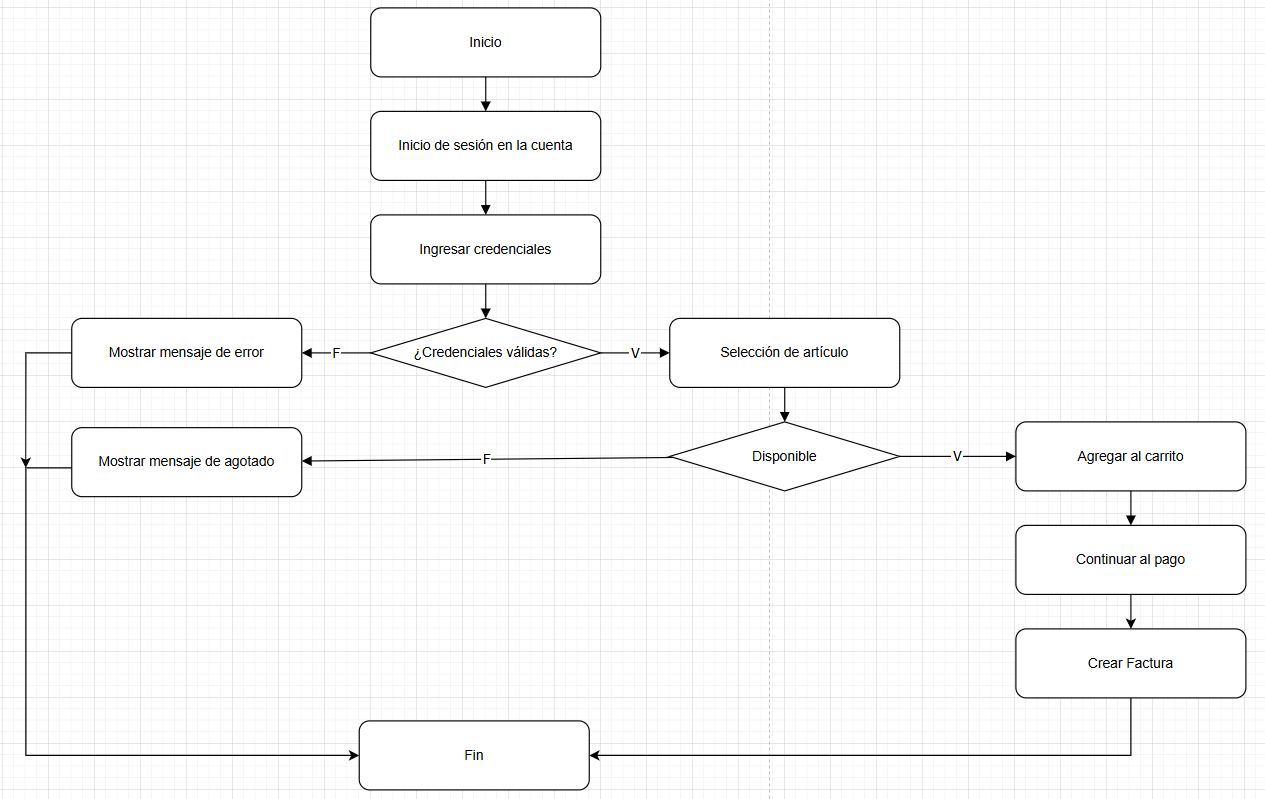 Inicio
Inicio de sesión en la cuenta
Ingresar credenciales
Mostrar mensaje de error
F
¿Credenciales válidas?
V
Selección de artículo
Mostrar mensaje de agotado
F
Disponible
V
Agregar al carrito
Continuar al pago
Crear Factura
Fin